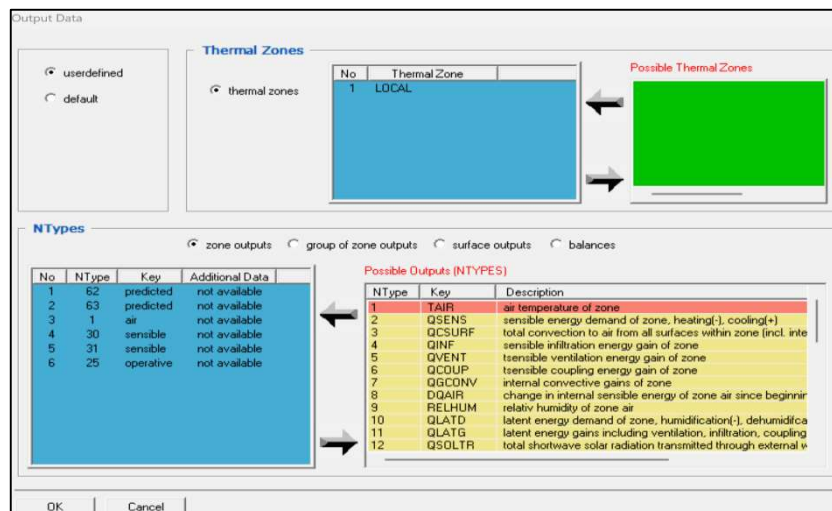 Output Data
Thermal Zones
userdefined
default
thermal zones
No Thermal Zone
1 LOCAL
Possible Thermal Zones
NTypes
zone outputs group of zone outputs surface outputs balances
No NType Key Additional Data
1 62 predicted not available
2 63 predicted not available
3 1 air not available
4 30 sensible not available
5 31 sensible not available
6 25 operative not available
Possible Outputs (NTYPES)
NType Key Description
1 TAIR air temperature of zone
2 QSENS sensible energy demand of zone, heating(-), cooling(+)
3 QCSURF total convection to air from all surfaces within zone (incl. inte
4 QINF sensible infiltration energy gain of zone
5 QVENT tsensible ventilation energy gain of zone
6 QCOUP tsensible coupling energy gain of zone
7 QGCONV internal convective gains of zone
8 DQAIR change in internal sensible energy of zone air since beginnin
9 RELHUM relativ humidity of zone air
10 QLATD latent energy demand of zone, humidification(-), dehumidifca
11 QLATG latent energy gains including ventilation, infiltration, coupling
12 QSOLTR total shortwave solar radiation transmitted through external w
OK Cancel